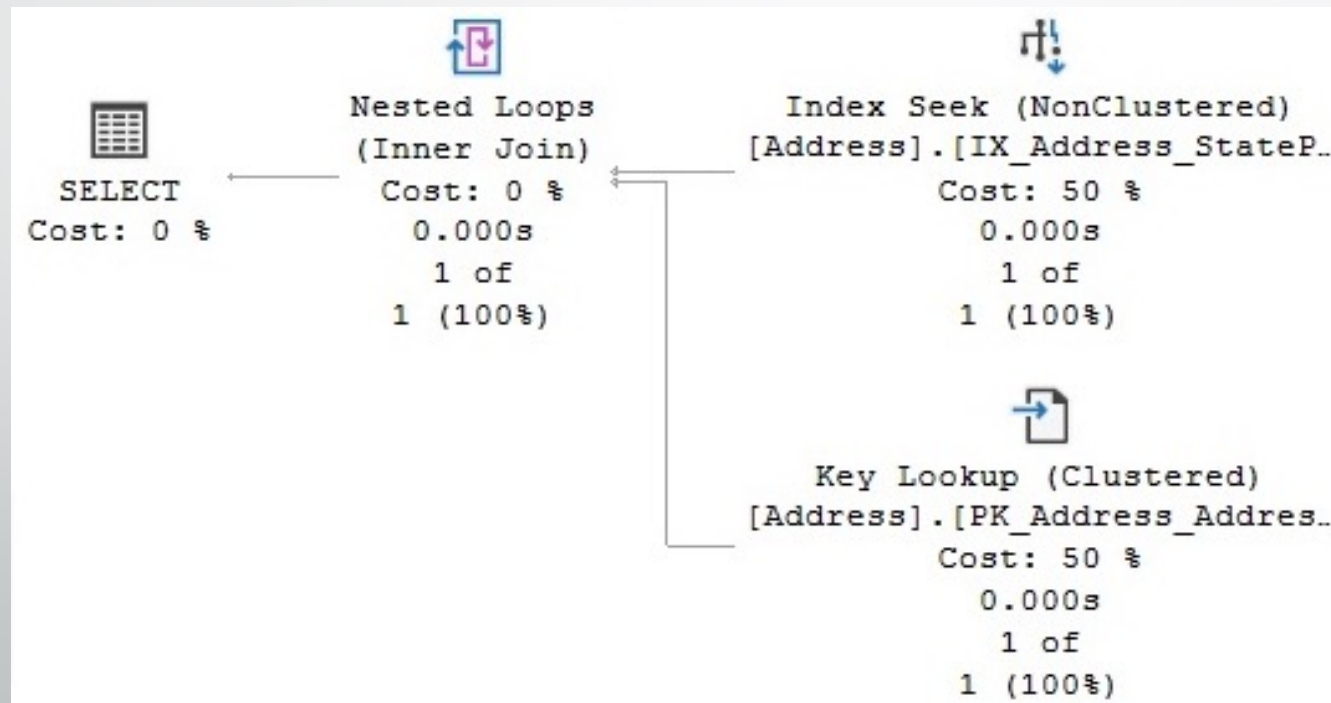 SELECT
Cost: 0 %
Nested Loops
(Inner Join)
Cost: 0 %
0.000s
1 of
1 (100%)
Index Seek (NonClustered)
[Address].[IX_Address_StateP…
Cost: 50 %
0.000s
1 of
1 (100%)
Key Lookup (Clustered)
[Address].[PK_Address_Addres…
Cost: 50 %
0.000s
1 of
1 (100%)